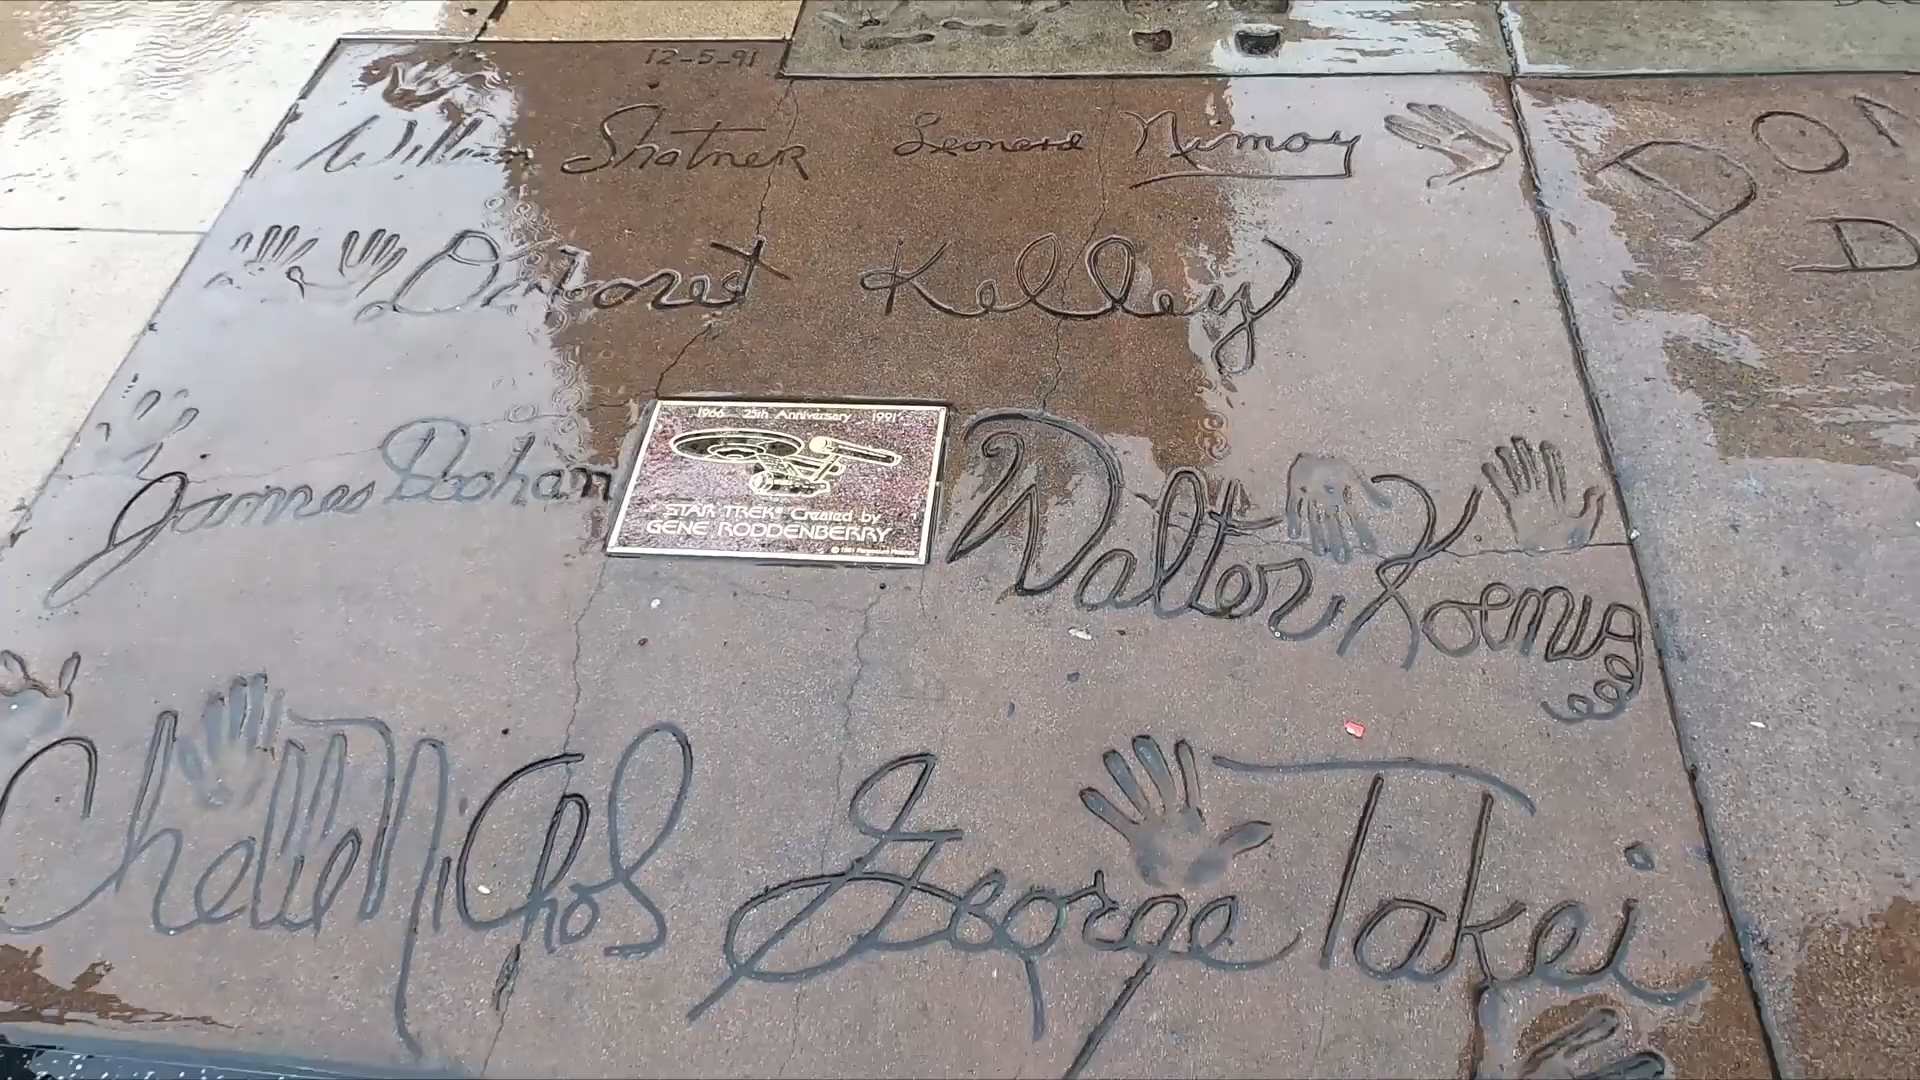 12-5-91
William Shatner Leonard Nimoy
DeForest Kelley
1966 25th Anniversary 1991
STAR TREK® Created by
GENE RODDENBERRY
James Doohan
Walter Koenig
Nichelle Nichols
George Takei
DON
D